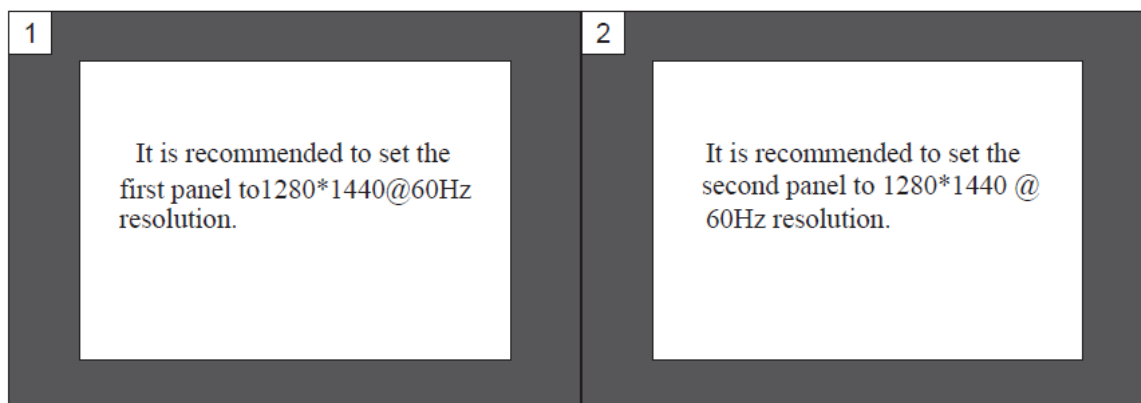 1
It is recommended to set the
first panel to1280*1440@60Hz
resolution.
2
It is recommended to set the
second panel to 1280*1440 @
60Hz resolution.